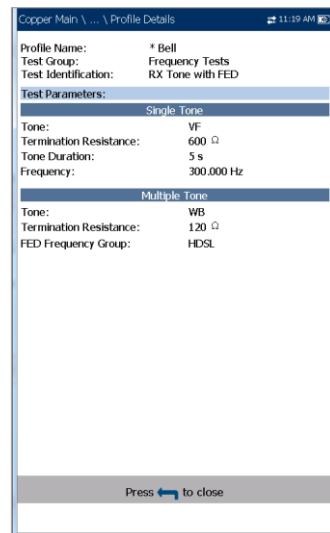 Copper Main \ ... \ Profile Details 11:19 AM
Profile Name: * Bell
Test Group: Frequency Tests
Test Identification: RX Tone with FED
Test Parameters:
Single Tone
Tone: VF
Termination Resistance: 600 Ω
Tone Duration: 5 s
Frequency: 300.000 Hz
Multiple Tone
Tone: WB
Termination Resistance: 120 Ω
FED Frequency Group: HDSL
Press to close